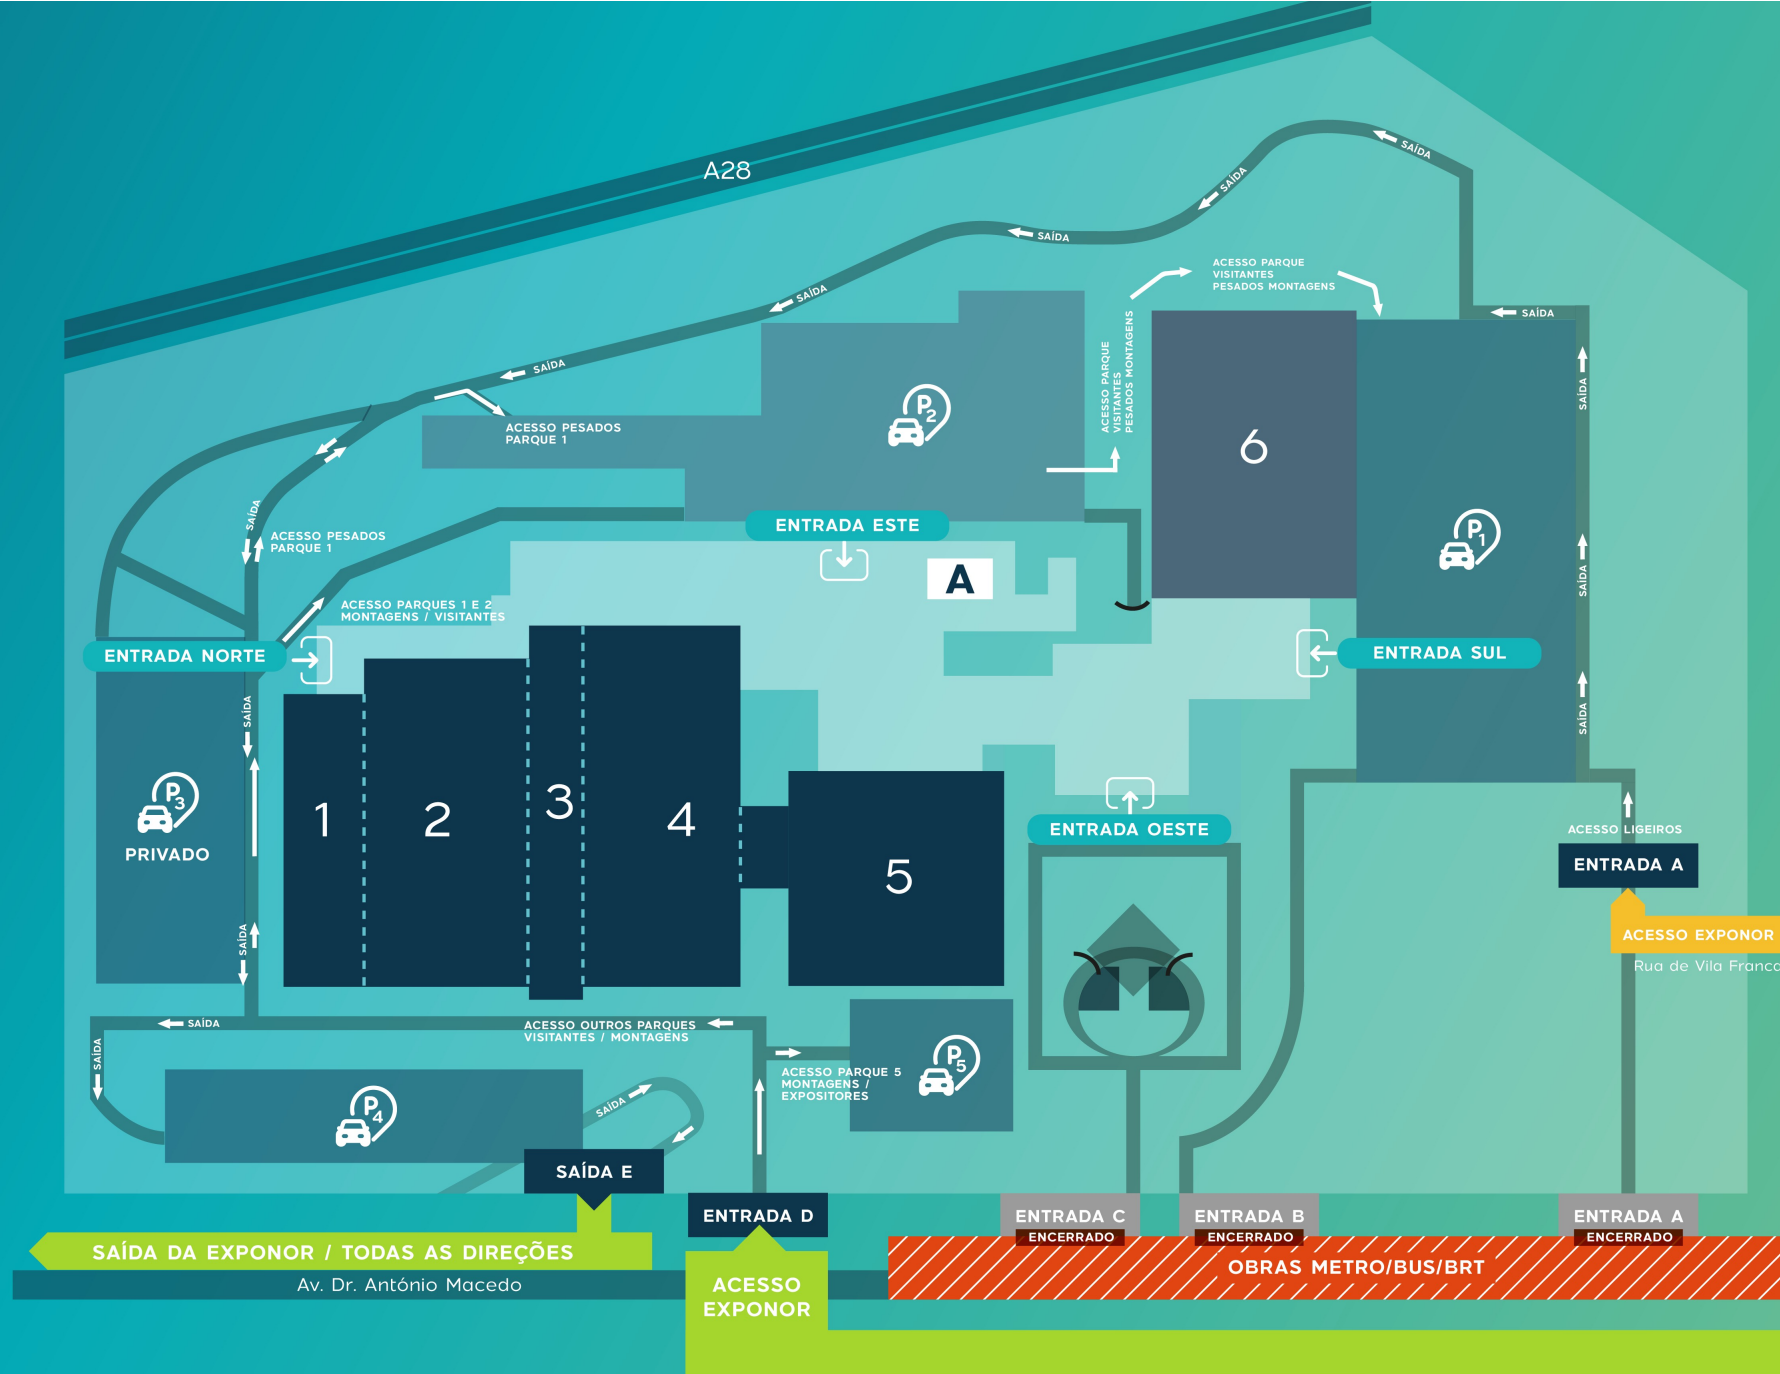 A28
SAÍDA
SAÍDA
SAÍDA
SAÍDA
SAÍDA
SAÍDA
ACESSO PARQUE
VISITANTES
PESADOS MONTAGENS
ACESSO PARQUE
VISITANTES
PESADOS MONTAGENS
SAÍDA
ACESSO PESADOS
PARQUE 1
P2
6
P1
SAÍDA
SAÍDA
ACESSO PESADOS
PARQUE 1
ENTRADA ESTE
A
SAÍDA
ACESSO PARQUES 1 E 2
MONTAGENS / VISITANTES
ENTRADA NORTE
ENTRADA SUL
SAÍDA
P3
PRIVADO
1
2
3
4
5
ENTRADA OESTE
ACESSO LIGEIROS
ENTRADA A
ACESSO EXPONOR
Rua de Vila Franca
SAÍDA
SAÍDA
SAÍDA
ACESSO OUTROS PARQUES
VISITANTES / MONTAGENS
P5
ACESSO PARQUE 5
MONTAGENS /
EXPOSITORES
P4
SAÍDA
SAÍDA E
ENTRADA D
ENTRADA C
ENCERRADO
ENTRADA B
ENCERRADO
ENTRADA A
ENCERRADO
SAÍDA DA EXPONOR / TODAS AS DIREÇÕES
Av. Dr. António Macedo
ACESSO
EXPONOR
OBRAS METRO/BUS/BRT